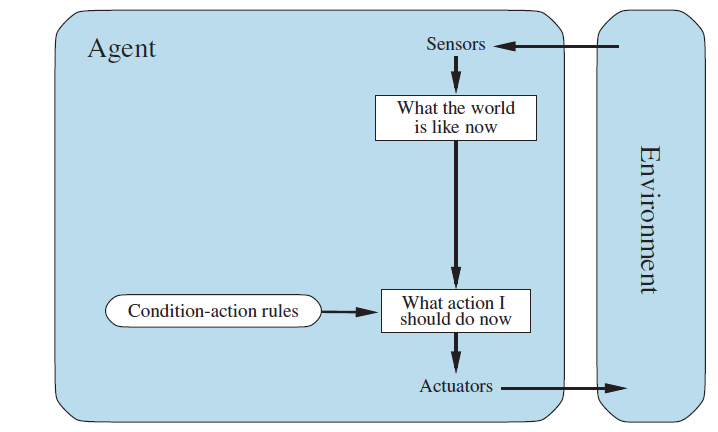 Agent
Sensors
What the world
is like now
Environment
Condition-action rules
What action I
should do now
Actuators